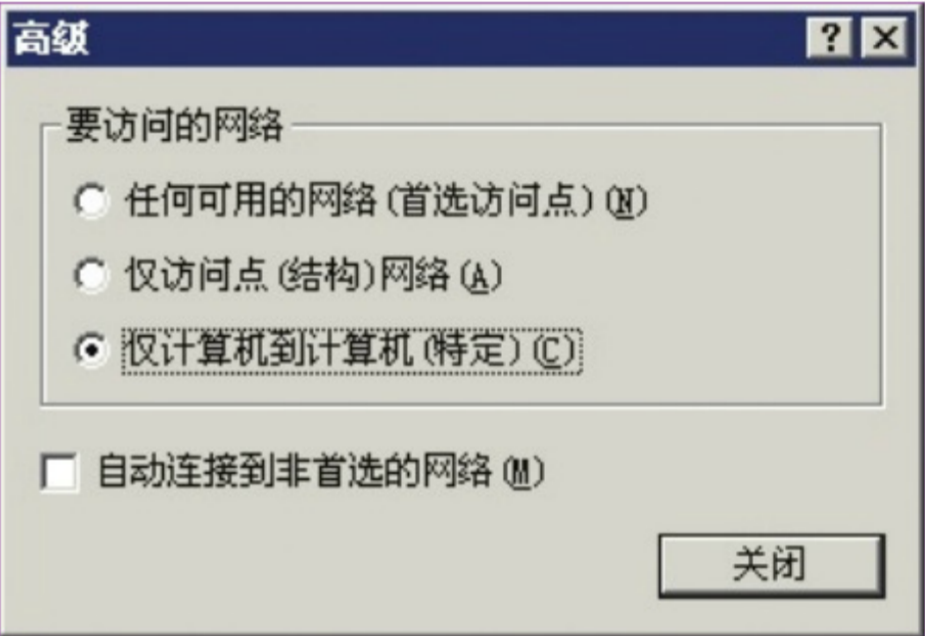 高级
要访问的网络
任何可用的网络(首选访问点)(N)
仅访问点(结构)网络(A)
仅计算机到计算机(特定)(C)
自动连接到非首选的网络(M)
关闭